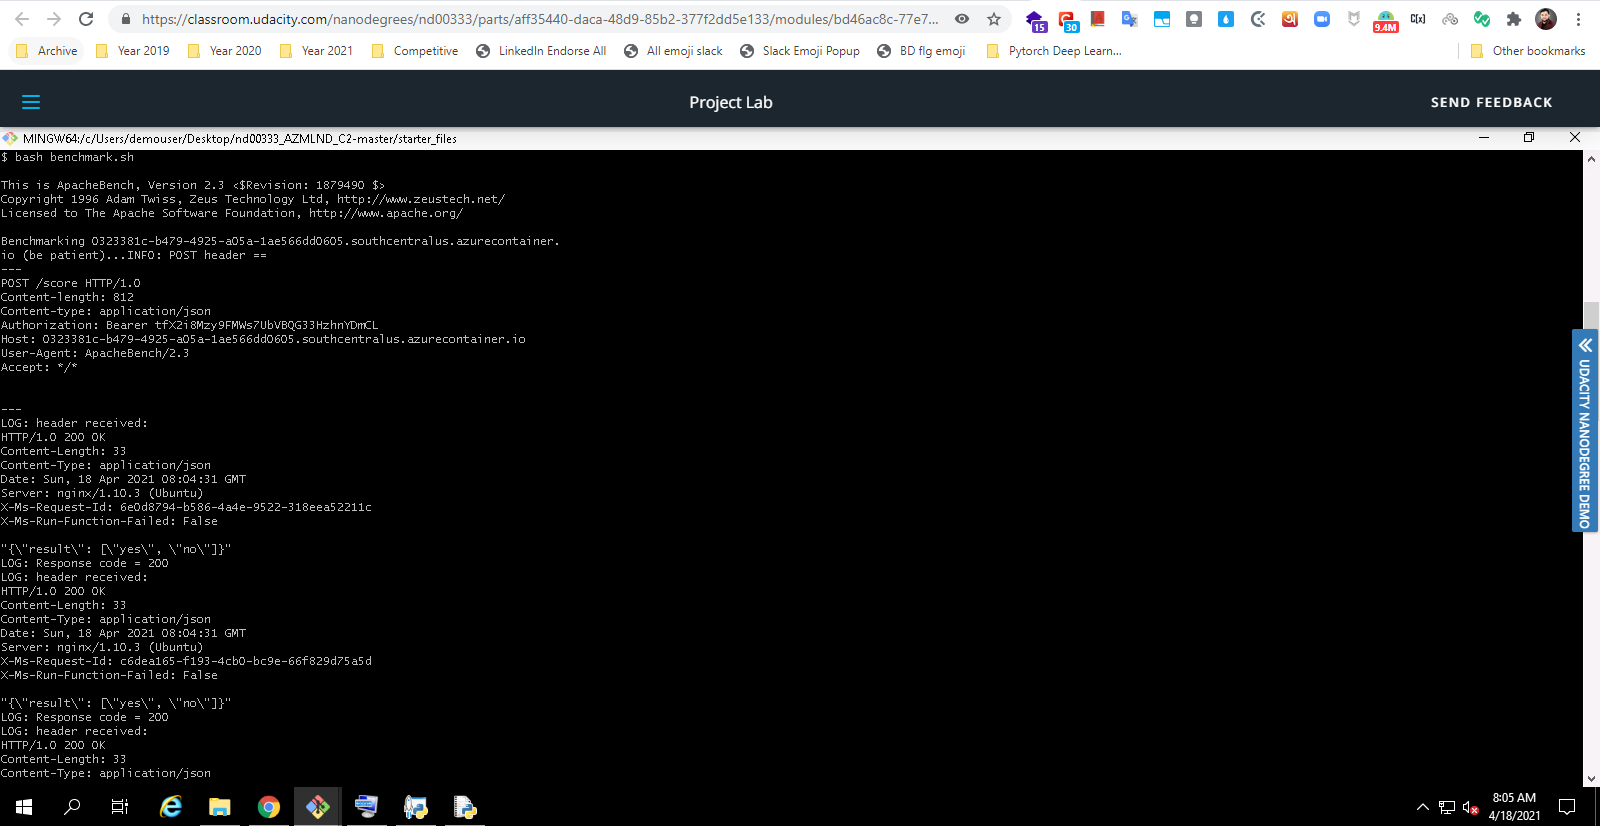 https://classroom.udacity.com/nanodegrees/nd00333/parts/aff35440-daca-48d9-85b2-377f2dd5e133/modules/bd46ac8c-77e7...
15
30
9.4M
C[x]
Archive
Year 2019
Year 2020
Year 2021
Competitive
LinkedIn Endorse All
All emoji slack
Slack Emoji Popup
BD flg emoji
Pytorch Deep Learn...
Other bookmarks
Project Lab
SEND FEEDBACK
MINGW64:/c/Users/demouser/Desktop/nd00333_AZMLND_C2-master/starter_files
$ bash benchmark.sh
This is ApacheBench, Version 2.3 <$Revision: 1879490 $>
Copyright 1996 Adam Twiss, Zeus Technology Ltd, http://www.zeustech.net/
Licensed to The Apache Software Foundation, http://www.apache.org/
Benchmarking 0323381c-b479-4925-a05a-1ae566dd0605.southcentralus.azurecontainer.
io (be patient)...INFO: POST header ==
---
POST /score HTTP/1.0
Content-length: 812
Content-type: application/json
Authorization: Bearer tfX2i8Mzy9FMWs7UbVBQG33HzhnYDmCL
Host: 0323381c-b479-4925-a05a-1ae566dd0605.southcentralus.azurecontainer.io
User-Agent: ApacheBench/2.3
Accept: */*
---
LOG: header received:
HTTP/1.0 200 OK
Content-Length: 33
Content-Type: application/json
Date: Sun, 18 Apr 2021 08:04:31 GMT
Server: nginx/1.10.3 (Ubuntu)
X-Ms-Request-Id: 6e0d8794-b586-4a4e-9522-318eea52211c
X-Ms-Run-Function-Failed: False
"{\"result\": [\"yes\", \"no\"]}"
LOG: Response code = 200
LOG: header received:
HTTP/1.0 200 OK
Content-Length: 33
Content-Type: application/json
Date: Sun, 18 Apr 2021 08:04:31 GMT
Server: nginx/1.10.3 (Ubuntu)
X-Ms-Request-Id: c6dea165-f193-4cb0-bc9e-66f829d75a5d
X-Ms-Run-Function-Failed: False
"{\"result\": [\"yes\", \"no\"]}"
LOG: Response code = 200
LOG: header received:
HTTP/1.0 200 OK
Content-Length: 33
Content-Type: application/json
UDACITY NANODEGREE DEMO
8:05 AM
4/18/2021